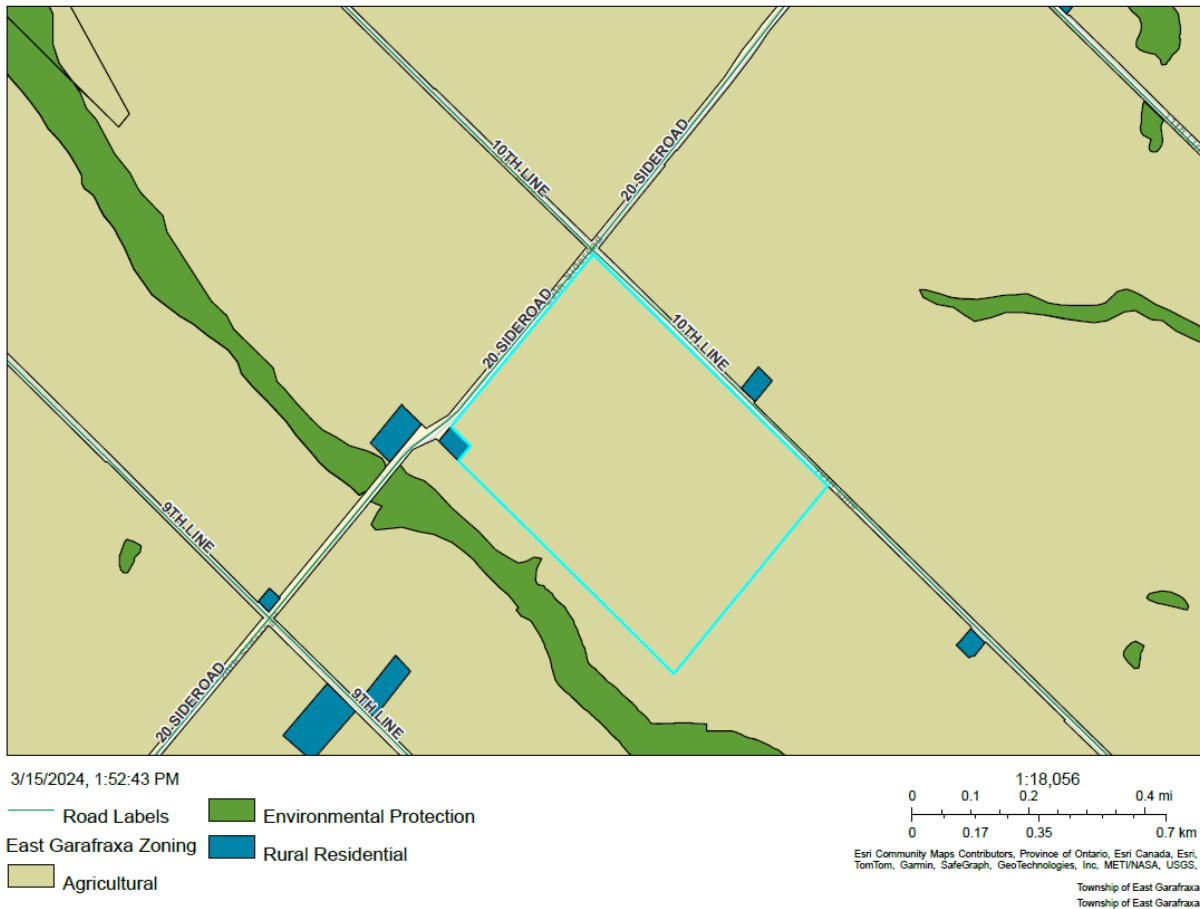 10TH LINE
20 SIDEROAD
20 SIDEROAD
10TH LINE
9TH LINE
20 SIDEROAD
9TH LINE
3/15/2024, 1:52:43 PM
Road Labels
East Garafraxa Zoning
Agricultural
Environmental Protection
Rural Residential
1:18,056
0 0.1 0.2 0.4 mi
0 0.17 0.35 0.7 km
Esri Community Maps Contributors, Province of Ontario, Esri Canada, Esri,
TomTom, Garmin, SafeGraph, GeoTechnologies, Inc, METI/NASA, USGS,
Township of East Garafraxa
Township of East Garafraxa